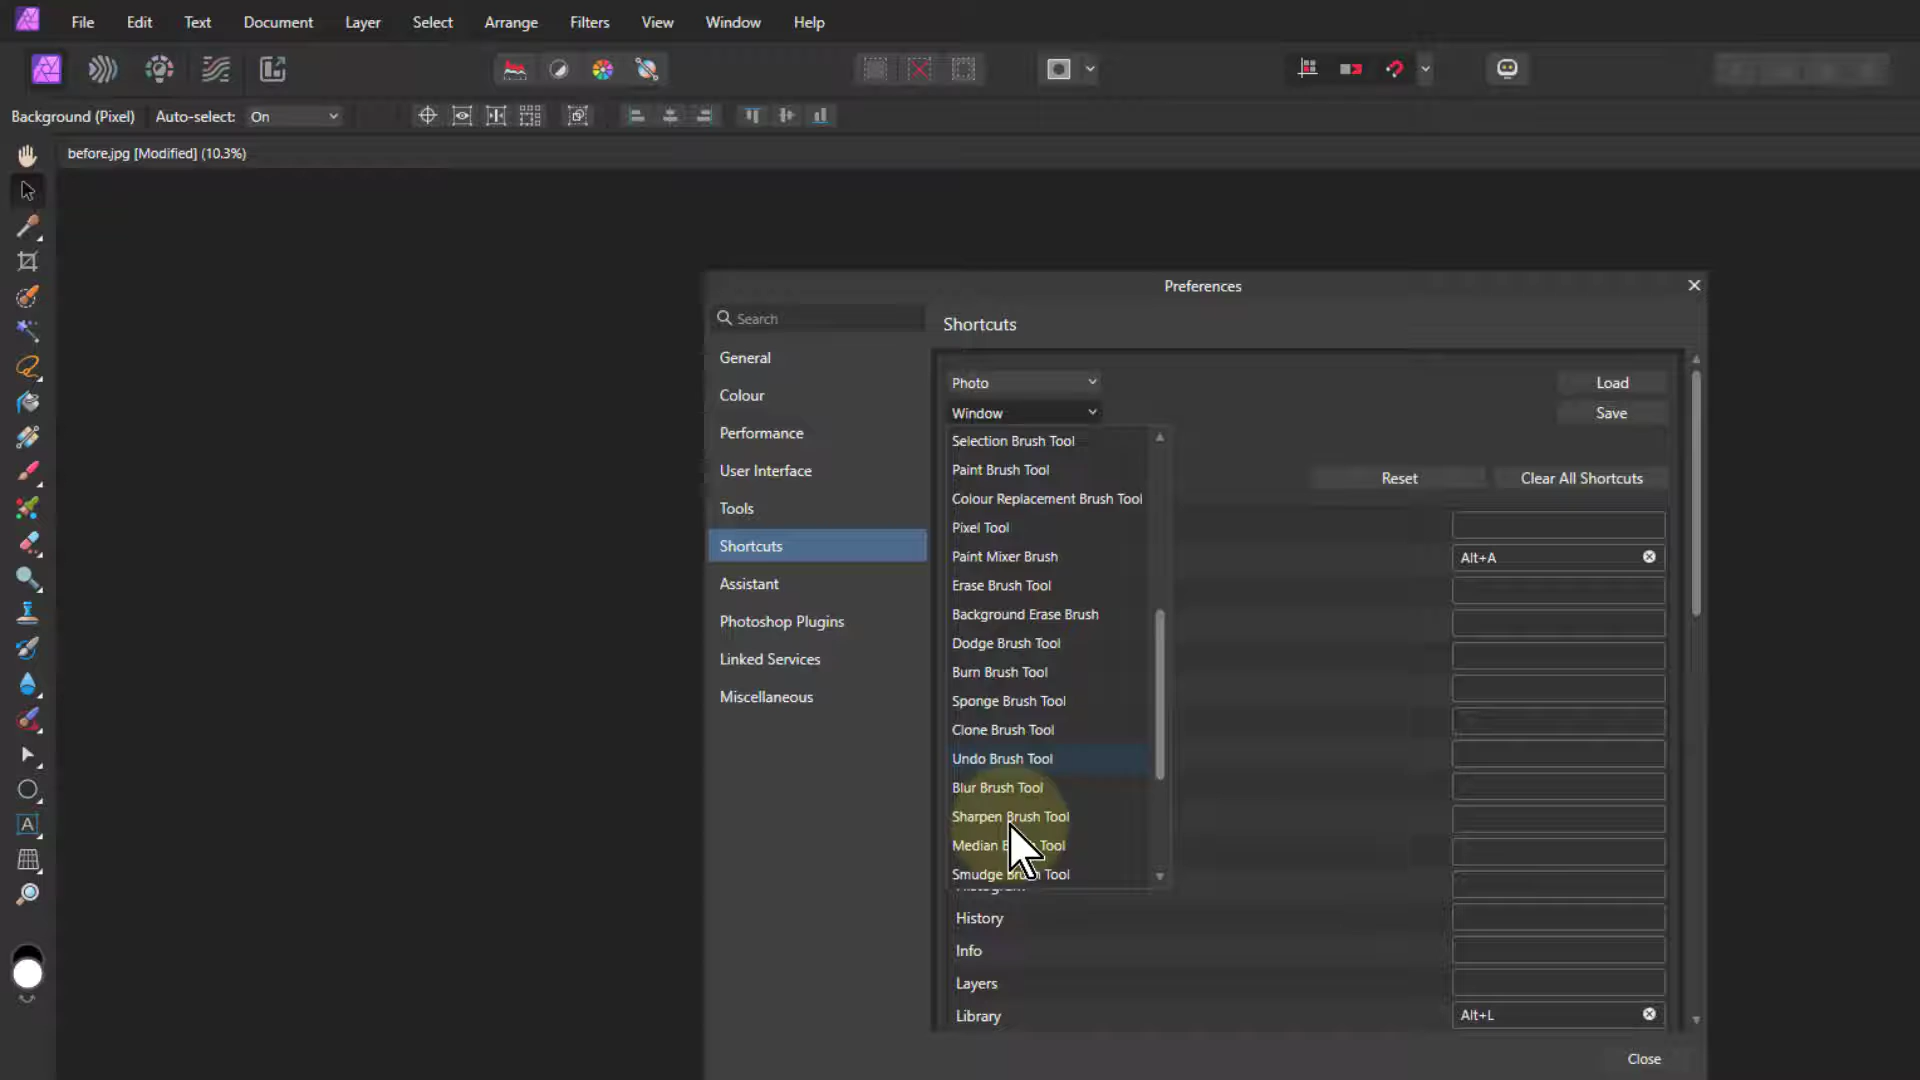 File Edit Text Document Layer Select Arrange Filters View Window Help
Background (Pixel) Auto-select: On
before.jpg [Modified] (10.3%)
Preferences
Search
Shortcuts
General
Colour
Performance
User Interface
Tools
Shortcuts
Assistant
Photoshop Plugins
Linked Services
Miscellaneous
Photo
Load
Window
Save
Selection Brush Tool
Paint Brush Tool
Reset Clear All Shortcuts
Colour Replacement Brush Tool
Pixel Tool
Paint Mixer Brush
Alt+A
Erase Brush Tool
Background Erase Brush
Dodge Brush Tool
Burn Brush Tool
Sponge Brush Tool
Clone Brush Tool
Undo Brush Tool
Blur Brush Tool
Sharpen Brush Tool
Median Tool
Smudge Brush Tool
History
Info
Layers
Library
Alt+L
Close
A